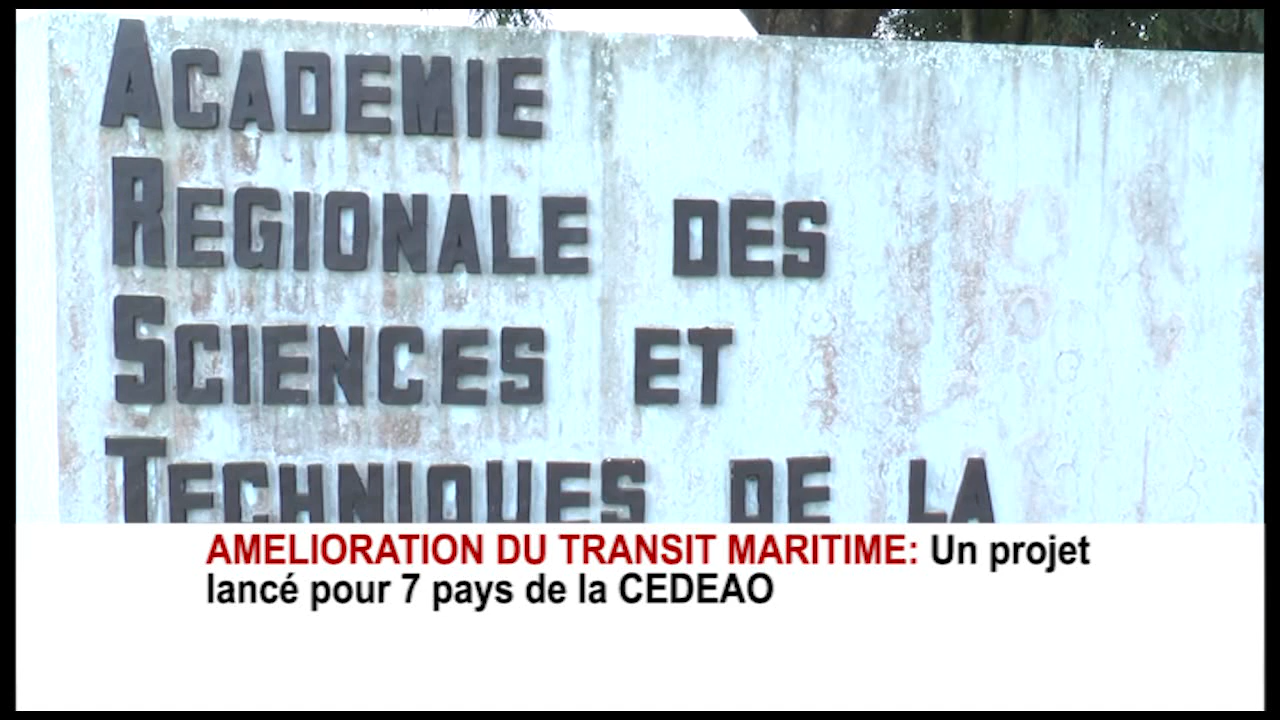 ACADEMIE
REGIONALE DES
SCIENCES ET
TECHNIQUES DE LA
AMELIORATION DU TRANSIT MARITIME: Un projet
lancé pour 7 pays de la CEDEAO